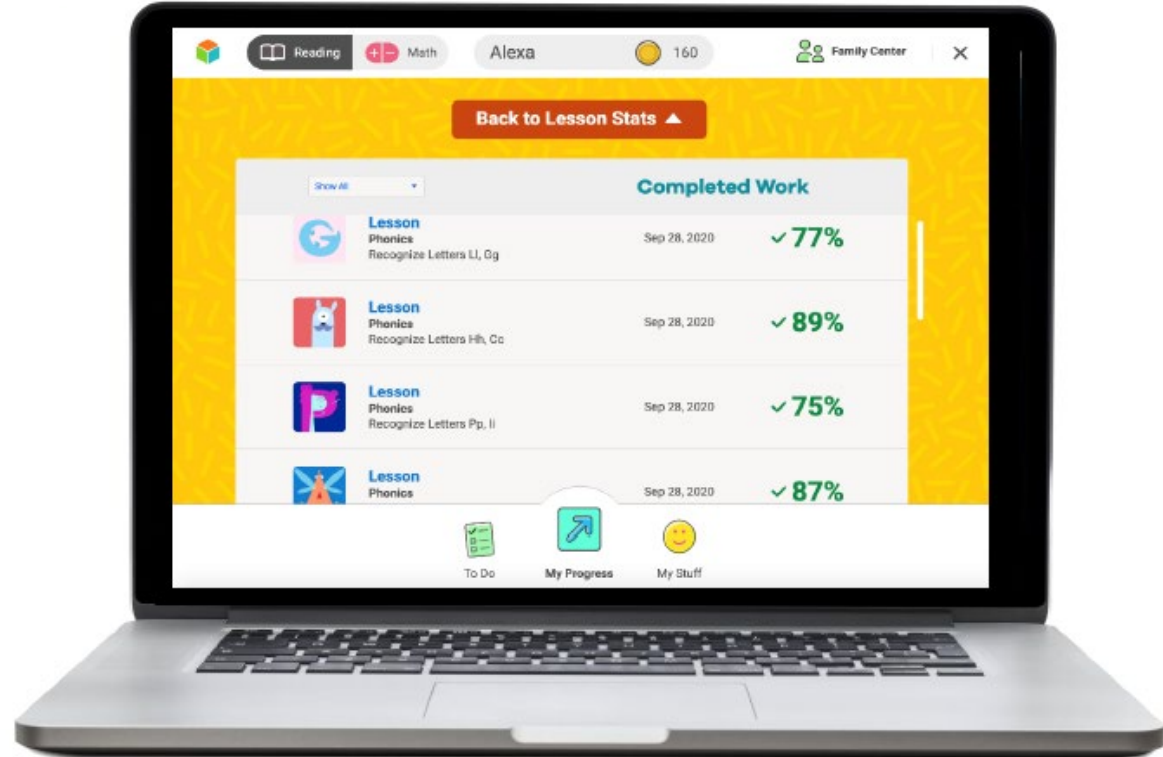 Reading
Math
Alexa
160
Family Center
Back to Lesson Stats
Show All
Completed Work
Lesson
Phonics
Recognize Letters Ll, Gg
Sep 28, 2020
77%
Lesson
Phonics
Recognize Letters Hh, Cc
Sep 28, 2020
89%
Lesson
Phonics
Recognize Letters Pp, Ii
Sep 28, 2020
75%
Lesson
Phonics
Sep 28, 2020
87%
To Do
My Progress
My Stuff